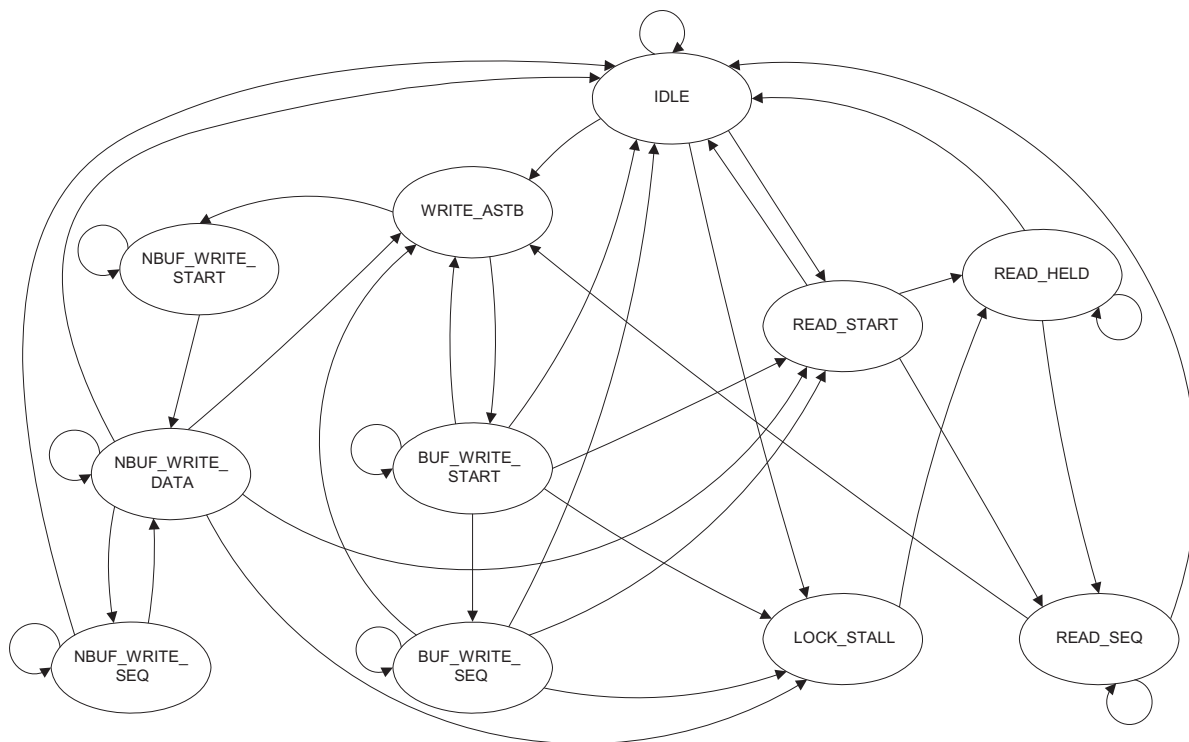 IDLE
WRITE_ASTB
NBUF_WRITE_
START
READ_HELD
READ_START
NBUF_WRITE_
DATA
BUF_WRITE_
START
NBUF_WRITE_
SEQ
BUF_WRITE_
SEQ
LOCK_STALL
READ_SEQ